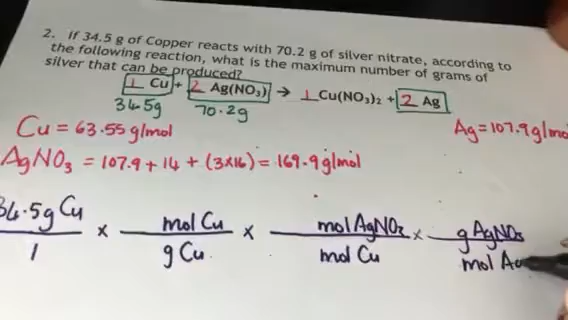 2. If 34.5 g of Copper reacts with 70.2 g of silver nitrate, according to
the following reaction, what is the maximum number of grams of
silver that can be produced?
1 Cu + 2 Ag(NO3) → 1 Cu(NO3)2 + 2 Ag
34.5g 70.2g
Cu = 63.55 g/mol
Ag = 107.9 g/mo
AgNO3 = 107.9 + 14 + (3x16) = 169.9 g/mol
34.5g Cu × mol Cu × mol AgNO3 × g AgNO3
1 g Cu mol Cu mol